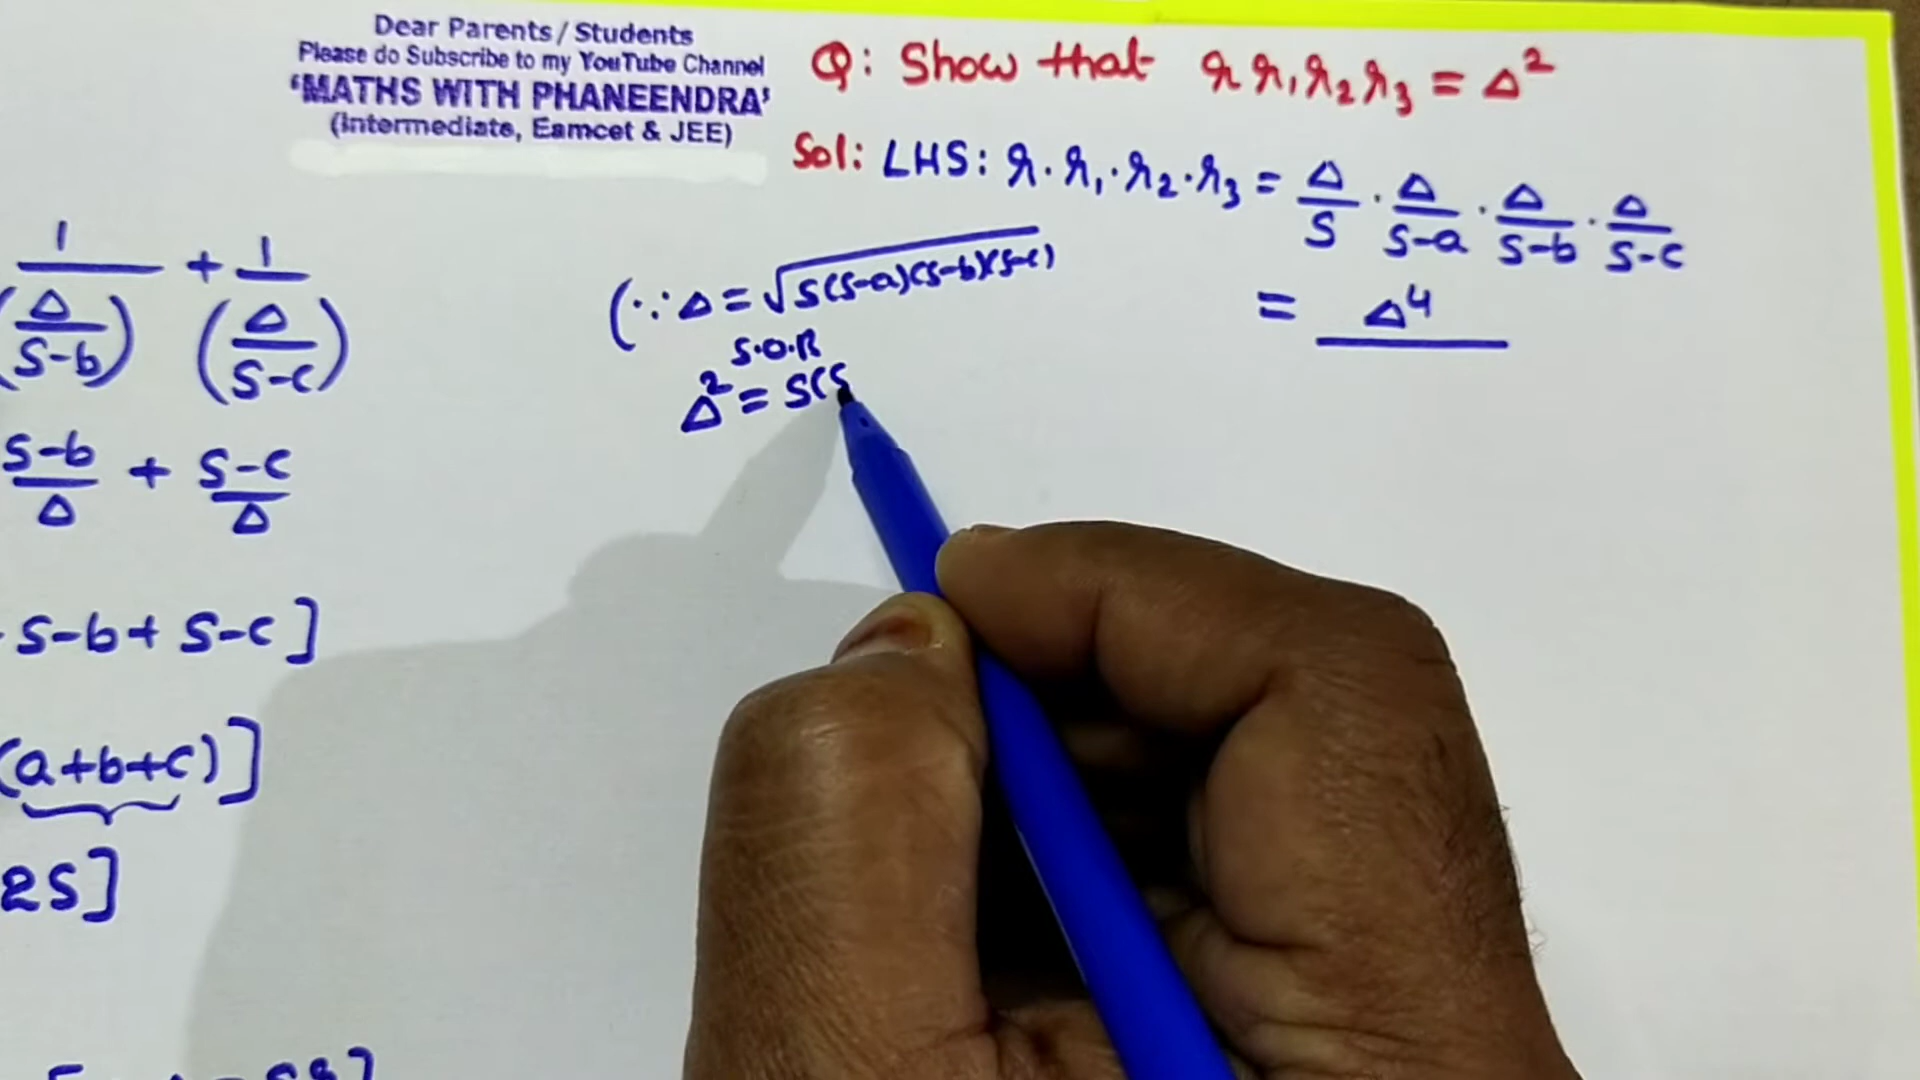 Dear Parents / Students
Please do Subscribe to my YouTube Channel
'MATHS WITH PHANEENDRA'
(Intermediate, Eamcet & JEE)
Q: Show that r r₁ r₂ r₃ = Δ²
Sol: LHS: r · r₁ · r₂ · r₃ = Δ/S · Δ/(S-a) · Δ/(S-b) · Δ/(S-c)
= Δ⁴
(∵ Δ = √S(S-a)(S-b)(S-c)
S.O.B
Δ² = S(S
1/(Δ/(S-b)) + 1/(Δ/(S-c))
(S-b)/Δ + (S-c)/Δ
S-b + S-c]
(a+b+c)]
2S]